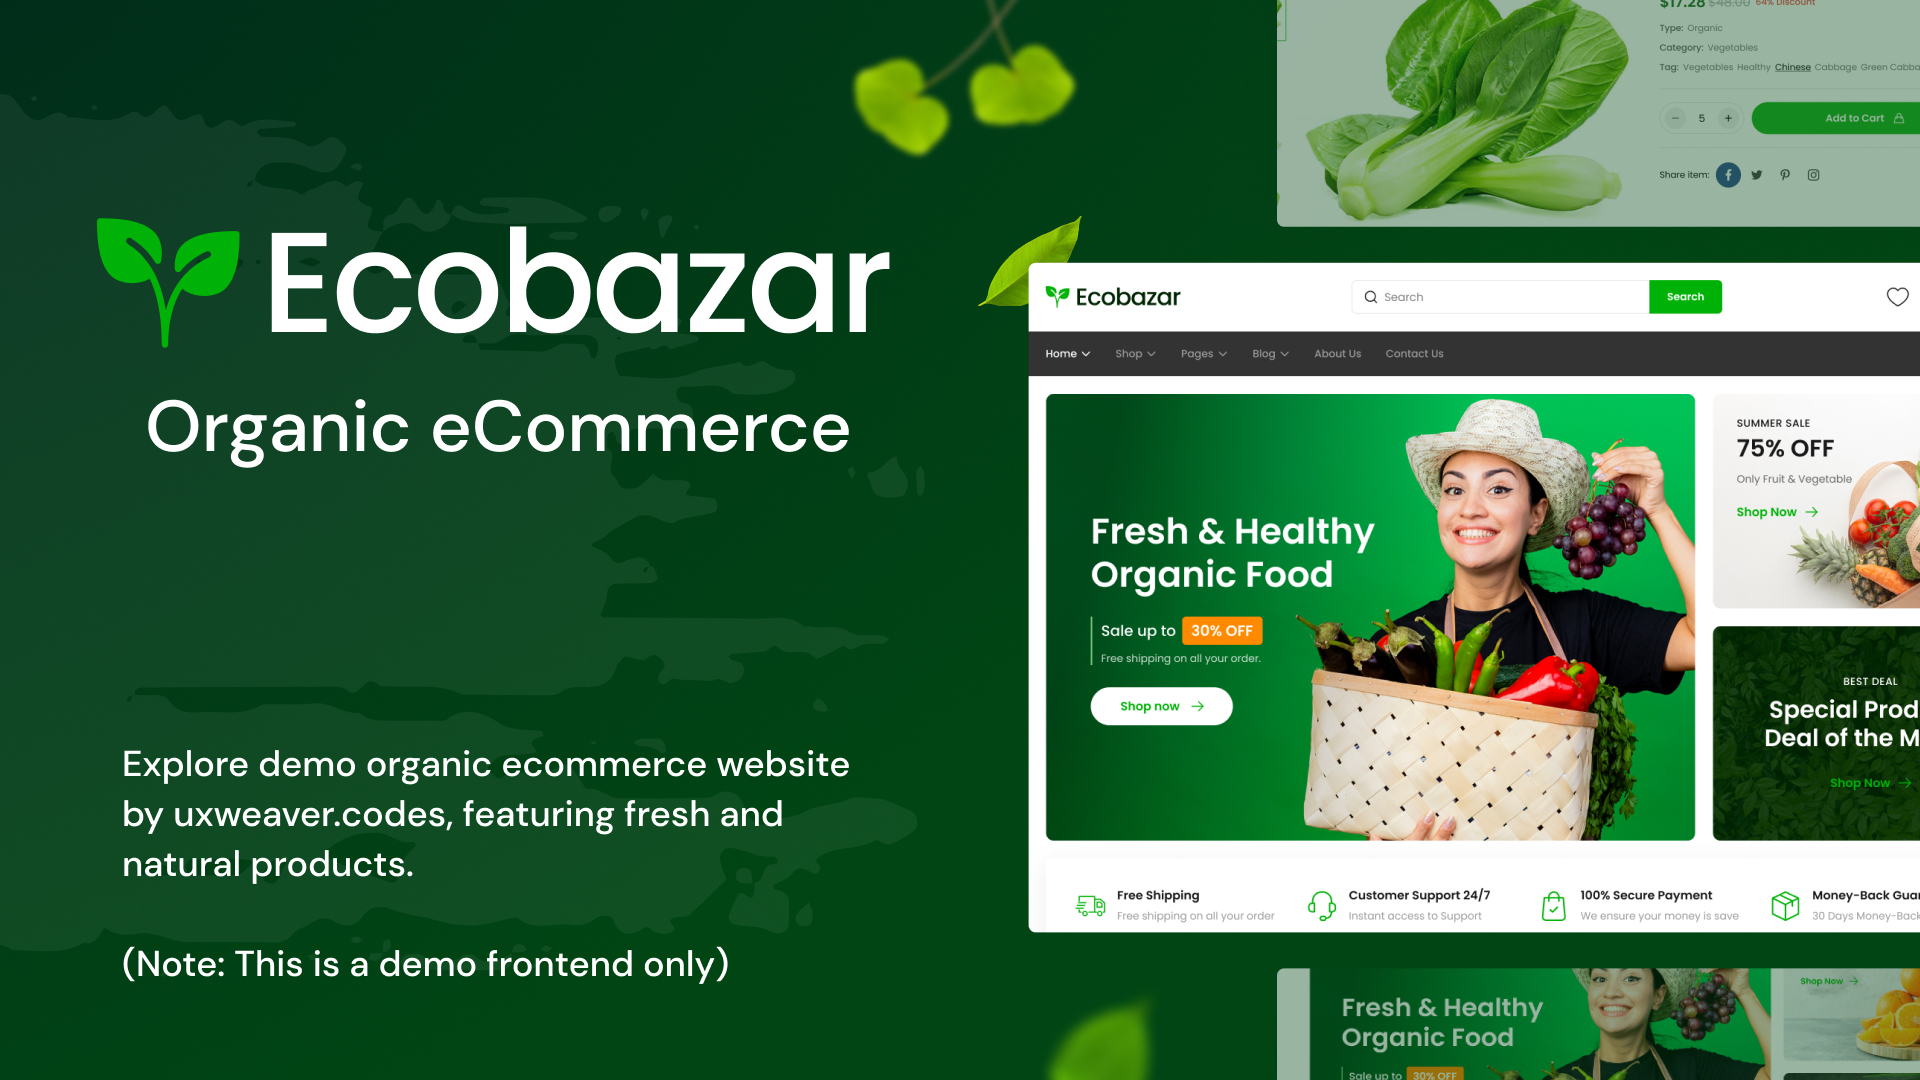 Ecobazar
Organic eCommerce
Explore demo organic ecommerce website
by uxweaver.codes, featuring fresh and
natural products.
(Note: This is a demo frontend only)
$17.28 $48.00 64% Discount
Type: Organic
Category: Vegetables
Tag: Vegetables Healthy Chinese Cabbage Green Cabba
− 5 + Add to Cart
Share item:
Ecobazar
Search
Search
Home Shop Pages Blog About Us Contact Us
Fresh & Healthy
Organic Food
Sale up to 30% OFF
Free shipping on all your order.
Shop now
SUMMER SALE
75% OFF
Only Fruit & Vegetable
Shop Now
BEST DEAL
Special Prod
Deal of the M
Shop Now
Free Shipping
Free shipping on all your order
Customer Support 24/7
Instant access to Support
100% Secure Payment
We ensure your money is save
Money-Back Gua
30 Days Money-Back
Fresh & Healthy
Organic Food
Sale up to 30% OFF
Shop Now